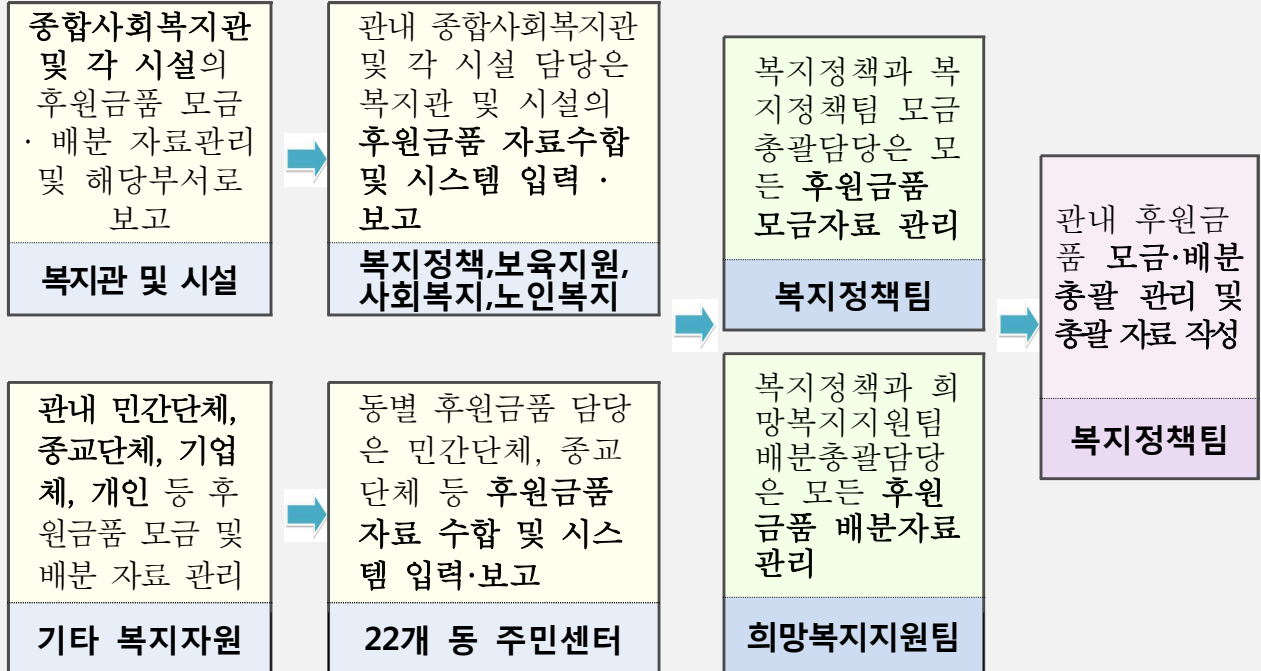 종합사회복지관
및 각 시설의
후원금품 모금
· 배분 자료관리
및 해당부서로
보고
복지관 및 시설
관내 종합사회복지관
및 각 시설 담당은
복지관 및 시설의
후원금품 자료수합
및 시스템 입력 ·
보고
복지정책,보육지원,
사회복지,노인복지
관내 민간단체,
종교단체, 기업
체, 개인 등 후
원금품 모금 및
배분 자료 관리
기타 복지자원
동별 후원금품 담당
은 민간단체, 종교
단체 등 후원금품
자료 수합 및 시스
템 입력·보고
22개 동 주민센터
복지정책과 복
지정책팀 모금
총괄담당은 모
든 후원금품
모금자료 관리
복지정책팀
복지정책과 희
망복지지원팀
배분총괄담당
은 모든 후원
금품 배분자료
관리
희망복지지원팀
관내 후원금
품 모금·배분
총괄 관리 및
총괄 자료 작성
복지정책팀